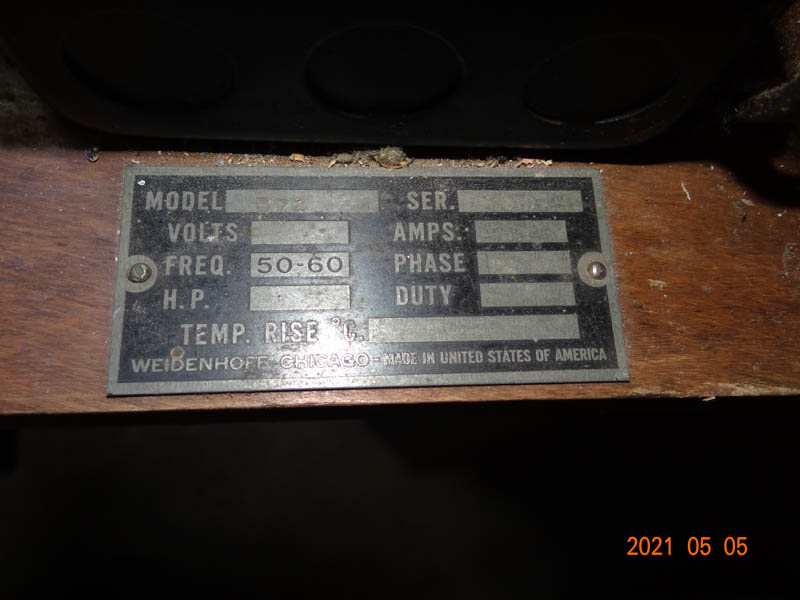 MODEL SER.
VOLTS AMPS.
FREQ. 50-60 PHASE
H.P. DUTY
TEMP. RISE °C.
WEIDENHOFF-CHICAGO-MADE IN UNITED STATES OF AMERICA
2021 05 05